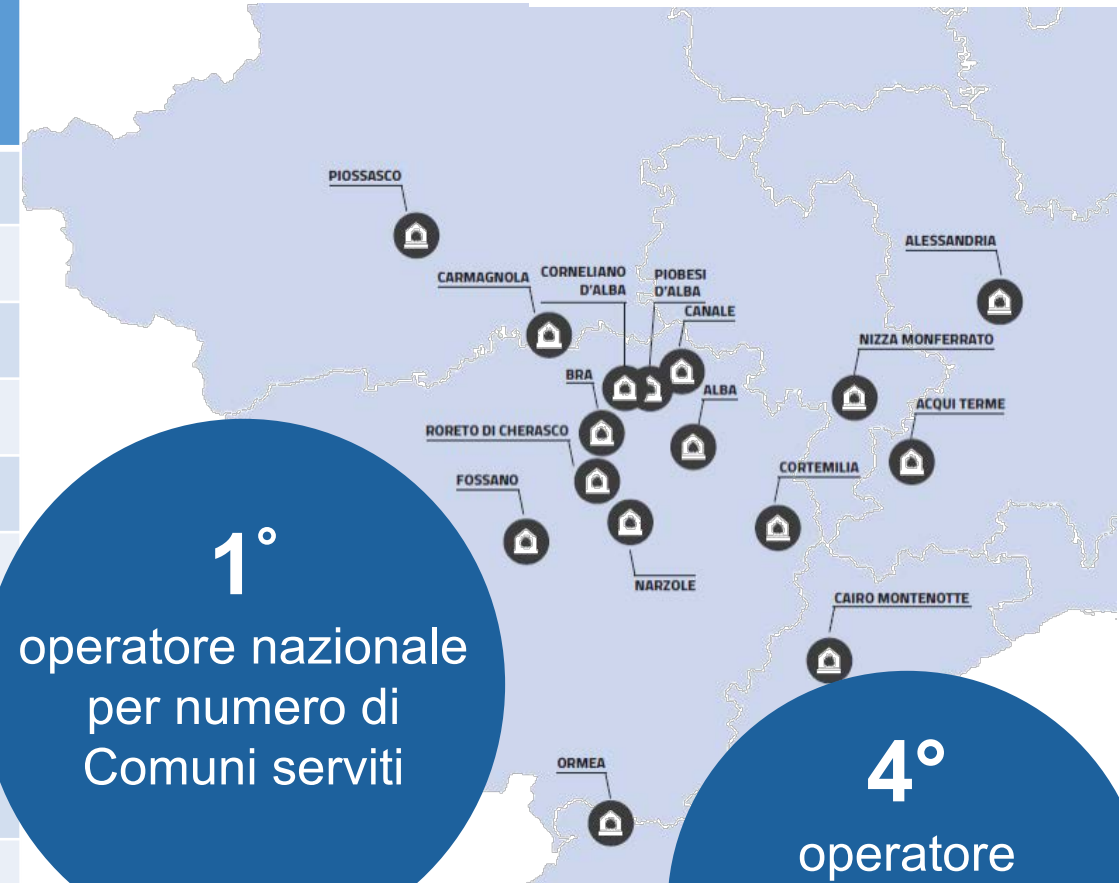 PIOSSASCO
ALESSANDRIA
CARMAGNOLA
CORNELIANO
D'ALBA
PIOBESI
D'ALBA
CANALE
NIZZA MONFERRATO
BRA
ALBA
ACQUI TERME
RORETO DI CHERASCO
CORTEMILIA
FOSSANO
NARZOLE
CAIRO MONTENOTTE
ORMEA
1°
operatore nazionale
per numero di
Comuni serviti
4°
operatore